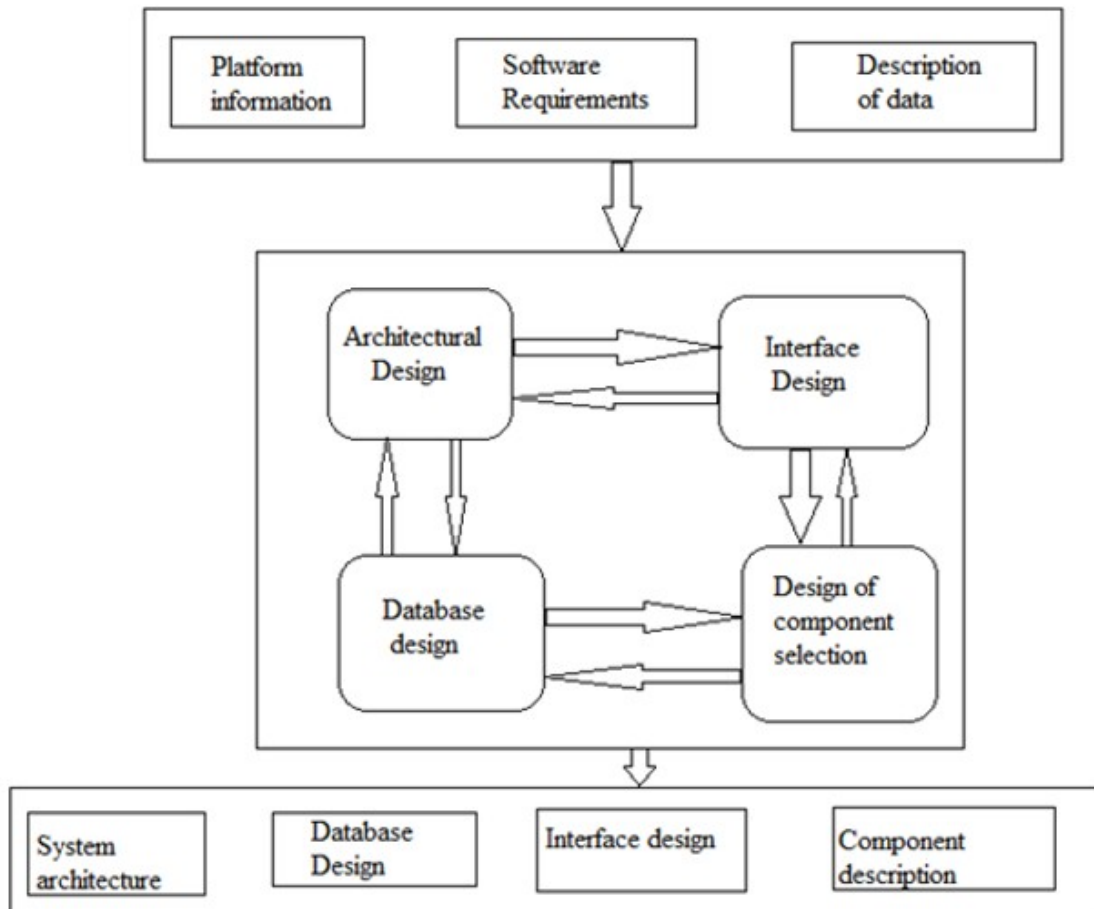 Platform
information
Software
Requirements
Description
of data
Architectural
Design
Interface
Design
Database
design
Design of
component
selection
System
architecture
Database
Design
Interface design
Component
description